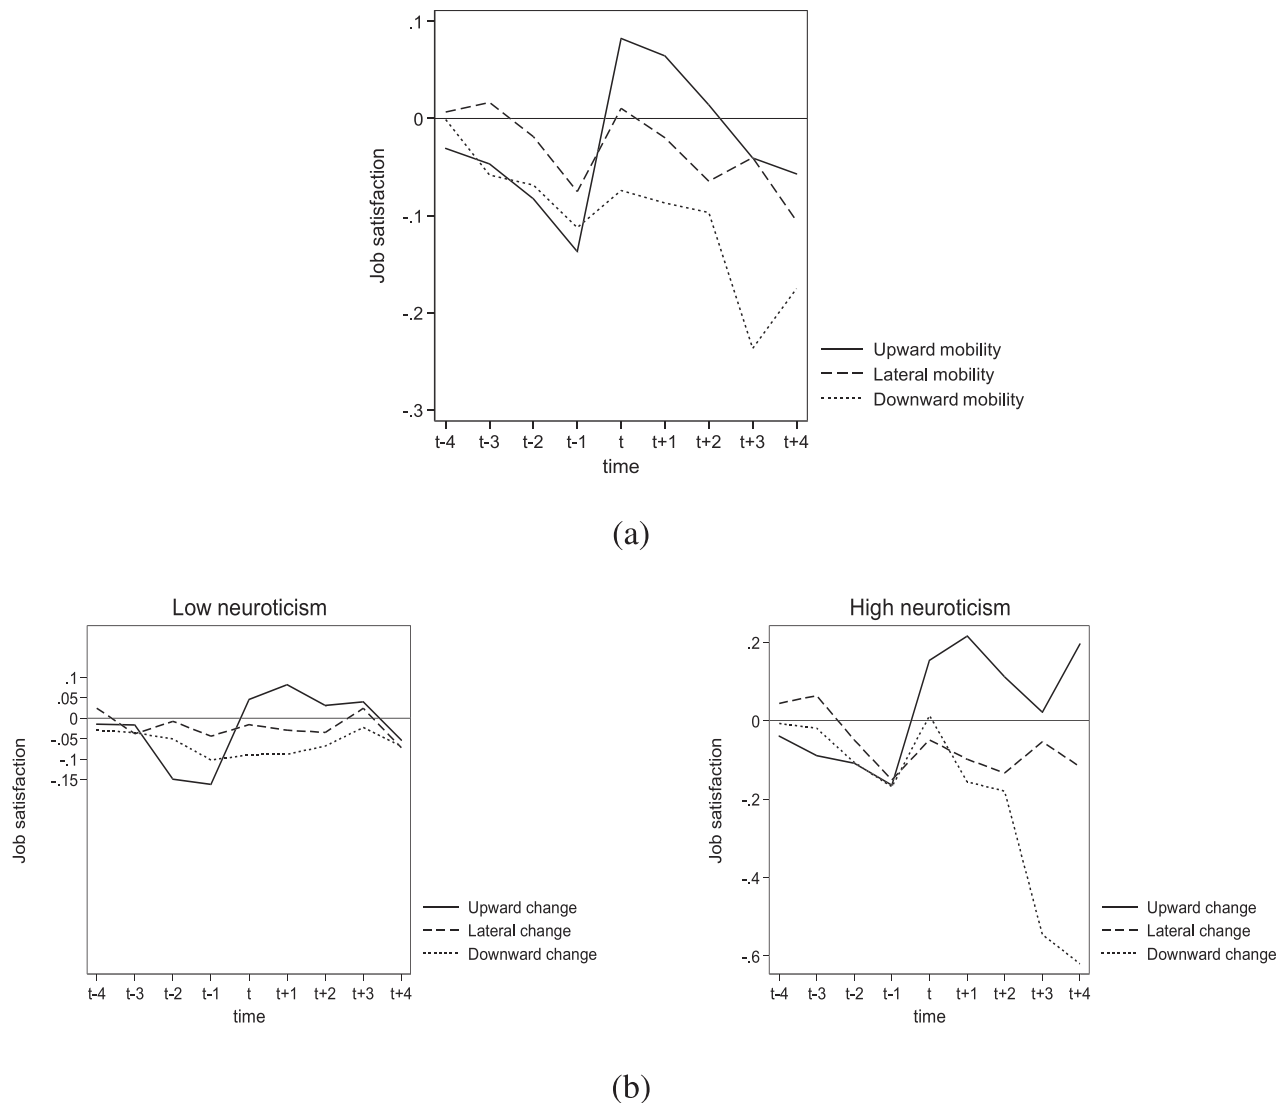 .1
0
-.1
-.2
-.3
Job satisfaction
t-4 t-3 t-2 t-1 t t+1 t+2 t+3 t+4
time
Upward mobility
Lateral mobility
Downward mobility
(a)
Low neuroticism
.1
.05
0
-.05
-.1
-.15
Job satisfaction
t-4 t-3 t-2 t-1 t t+1 t+2 t+3 t+4
time
Upward change
Lateral change
Downward change
High neuroticism
.2
0
-.2
-.4
-.6
Job satisfaction
t-4 t-3 t-2 t-1 t t+1 t+2 t+3 t+4
time
Upward change
Lateral change
Downward change
(b)